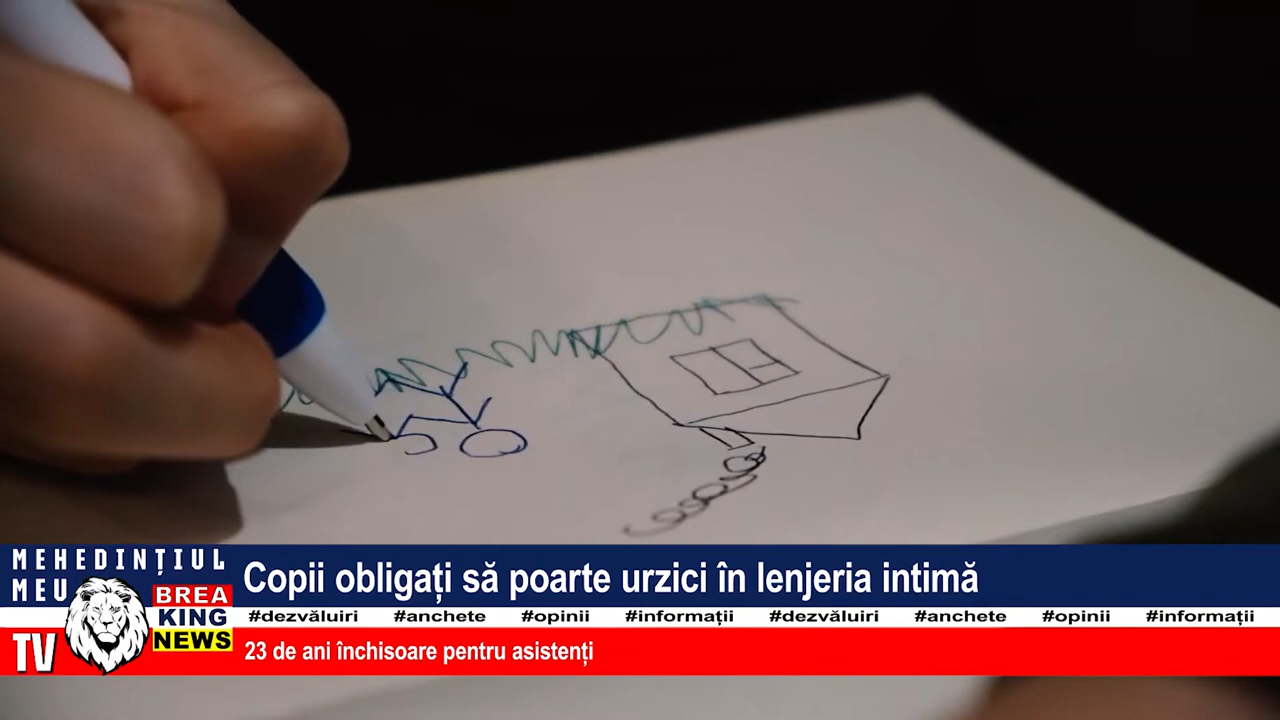 MEHEDINȚIUL
MEU
TV
BREA
KING
NEWS
Copii obligați să poarte urzici în lenjeria intimă
#dezvăluiri #anchete #opinii #informații #dezvăluiri #anchete #opinii #informații
23 de ani închisoare pentru asistenți